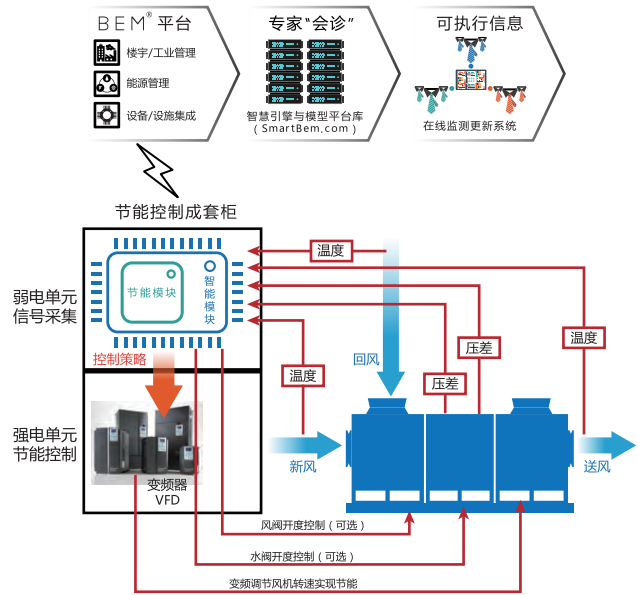 BEM® 平台
楼宇/工业管理
能源管理
设备/设施集成
专家“会诊”
智慧引擎与模型平台库
( SmartBem.com )
可执行信息
在线监测更新系统
节能控制成套柜
弱电单元
信号采集
节能模块
智能模块
控制策略
温度
温度
压差
压差
温度
回风
新风
送风
强电单元
节能控制
变频器
VFD
风阀开度控制（可选）
水阀开度控制（可选）
变频调节风机转速实现节能